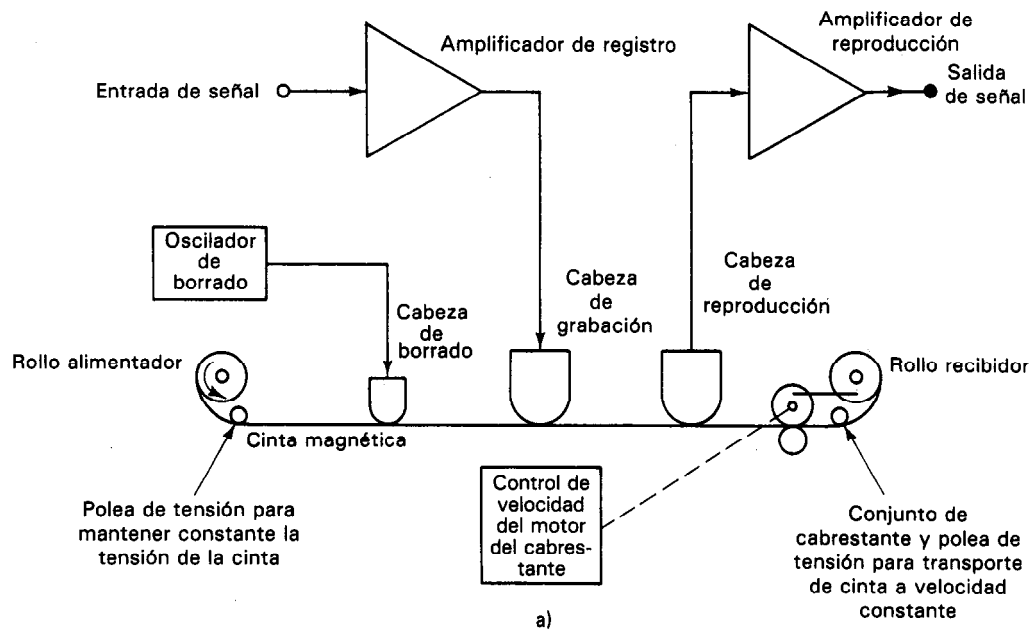 Amplificador de registro
Amplificador de
reproducción
Entrada de señal
Salida
de señal
Oscilador
de
borrado
Cabeza
de
borrado
Cabeza
de
grabación
Cabeza
de
reproducción
Rollo alimentador
Rollo recibidor
Cinta magnética
Polea de tensión para
mantener constante la
tensión de la cinta
Control de
velocidad
del motor
del cabres-
tante
Conjunto de
cabrestante y polea de
tensión para transporte
de cinta a velocidad
constante
a)